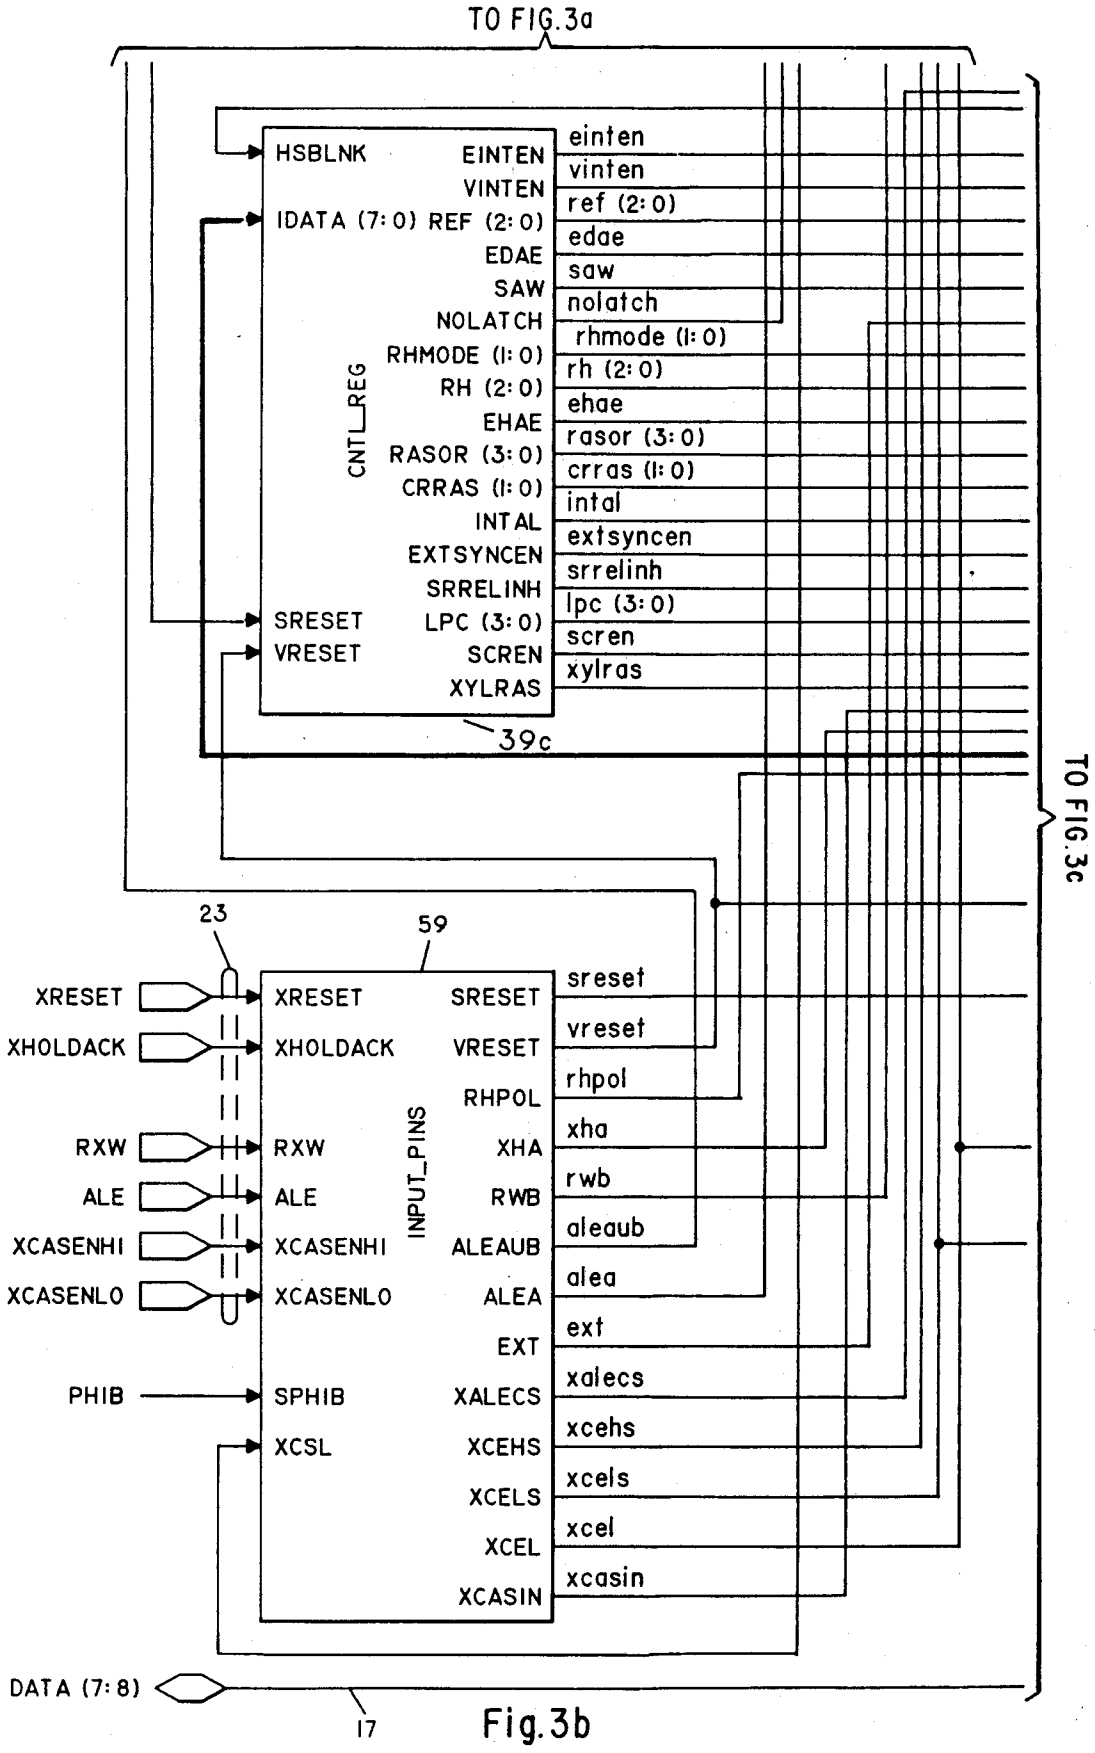 TO FIG.3a
einten
HSBLNK EINTEN
vinten
VINTEN
ref (2:0)
IDATA (7:0) REF (2:0)
edae
EDAE
saw
SAW
nolatch
NOLATCH
rhmode (1:0)
RHMODE (1:0)
rh (2:0)
RH (2:0)
ehae
EHAE
rasor (3:0)
RASOR (3:0)
crras (1:0)
CRRAS (1:0)
intal
INTAL
extsyncen
EXTSYNCEN
srrelinh
SRRELINH
lpc (3:0)
SRESET LPC (3:0)
scren
VRESET SCREN
xylras
XYLRAS
CNTL_REG
39c
TO FIG.3c
23
59
sreset
XRESET XRESET SRESET
vreset
XHOLDACK XHOLDACK VRESET
rhpol
RHPOL
xha
RXW RXW XHA
rwb
ALE ALE RWB
aleaub
XCASENHI XCASENHI ALEAUB
alea
XCASENLO XCASENLO ALEA
ext
EXT
xalecs
PHIB SPHIB XALECS
xcehs
XCSL XCEHS
xcels
XCELS
xcel
XCEL
xcasin
XCASIN
INPUT_PINS
DATA (7:8)
17
Fig.3b